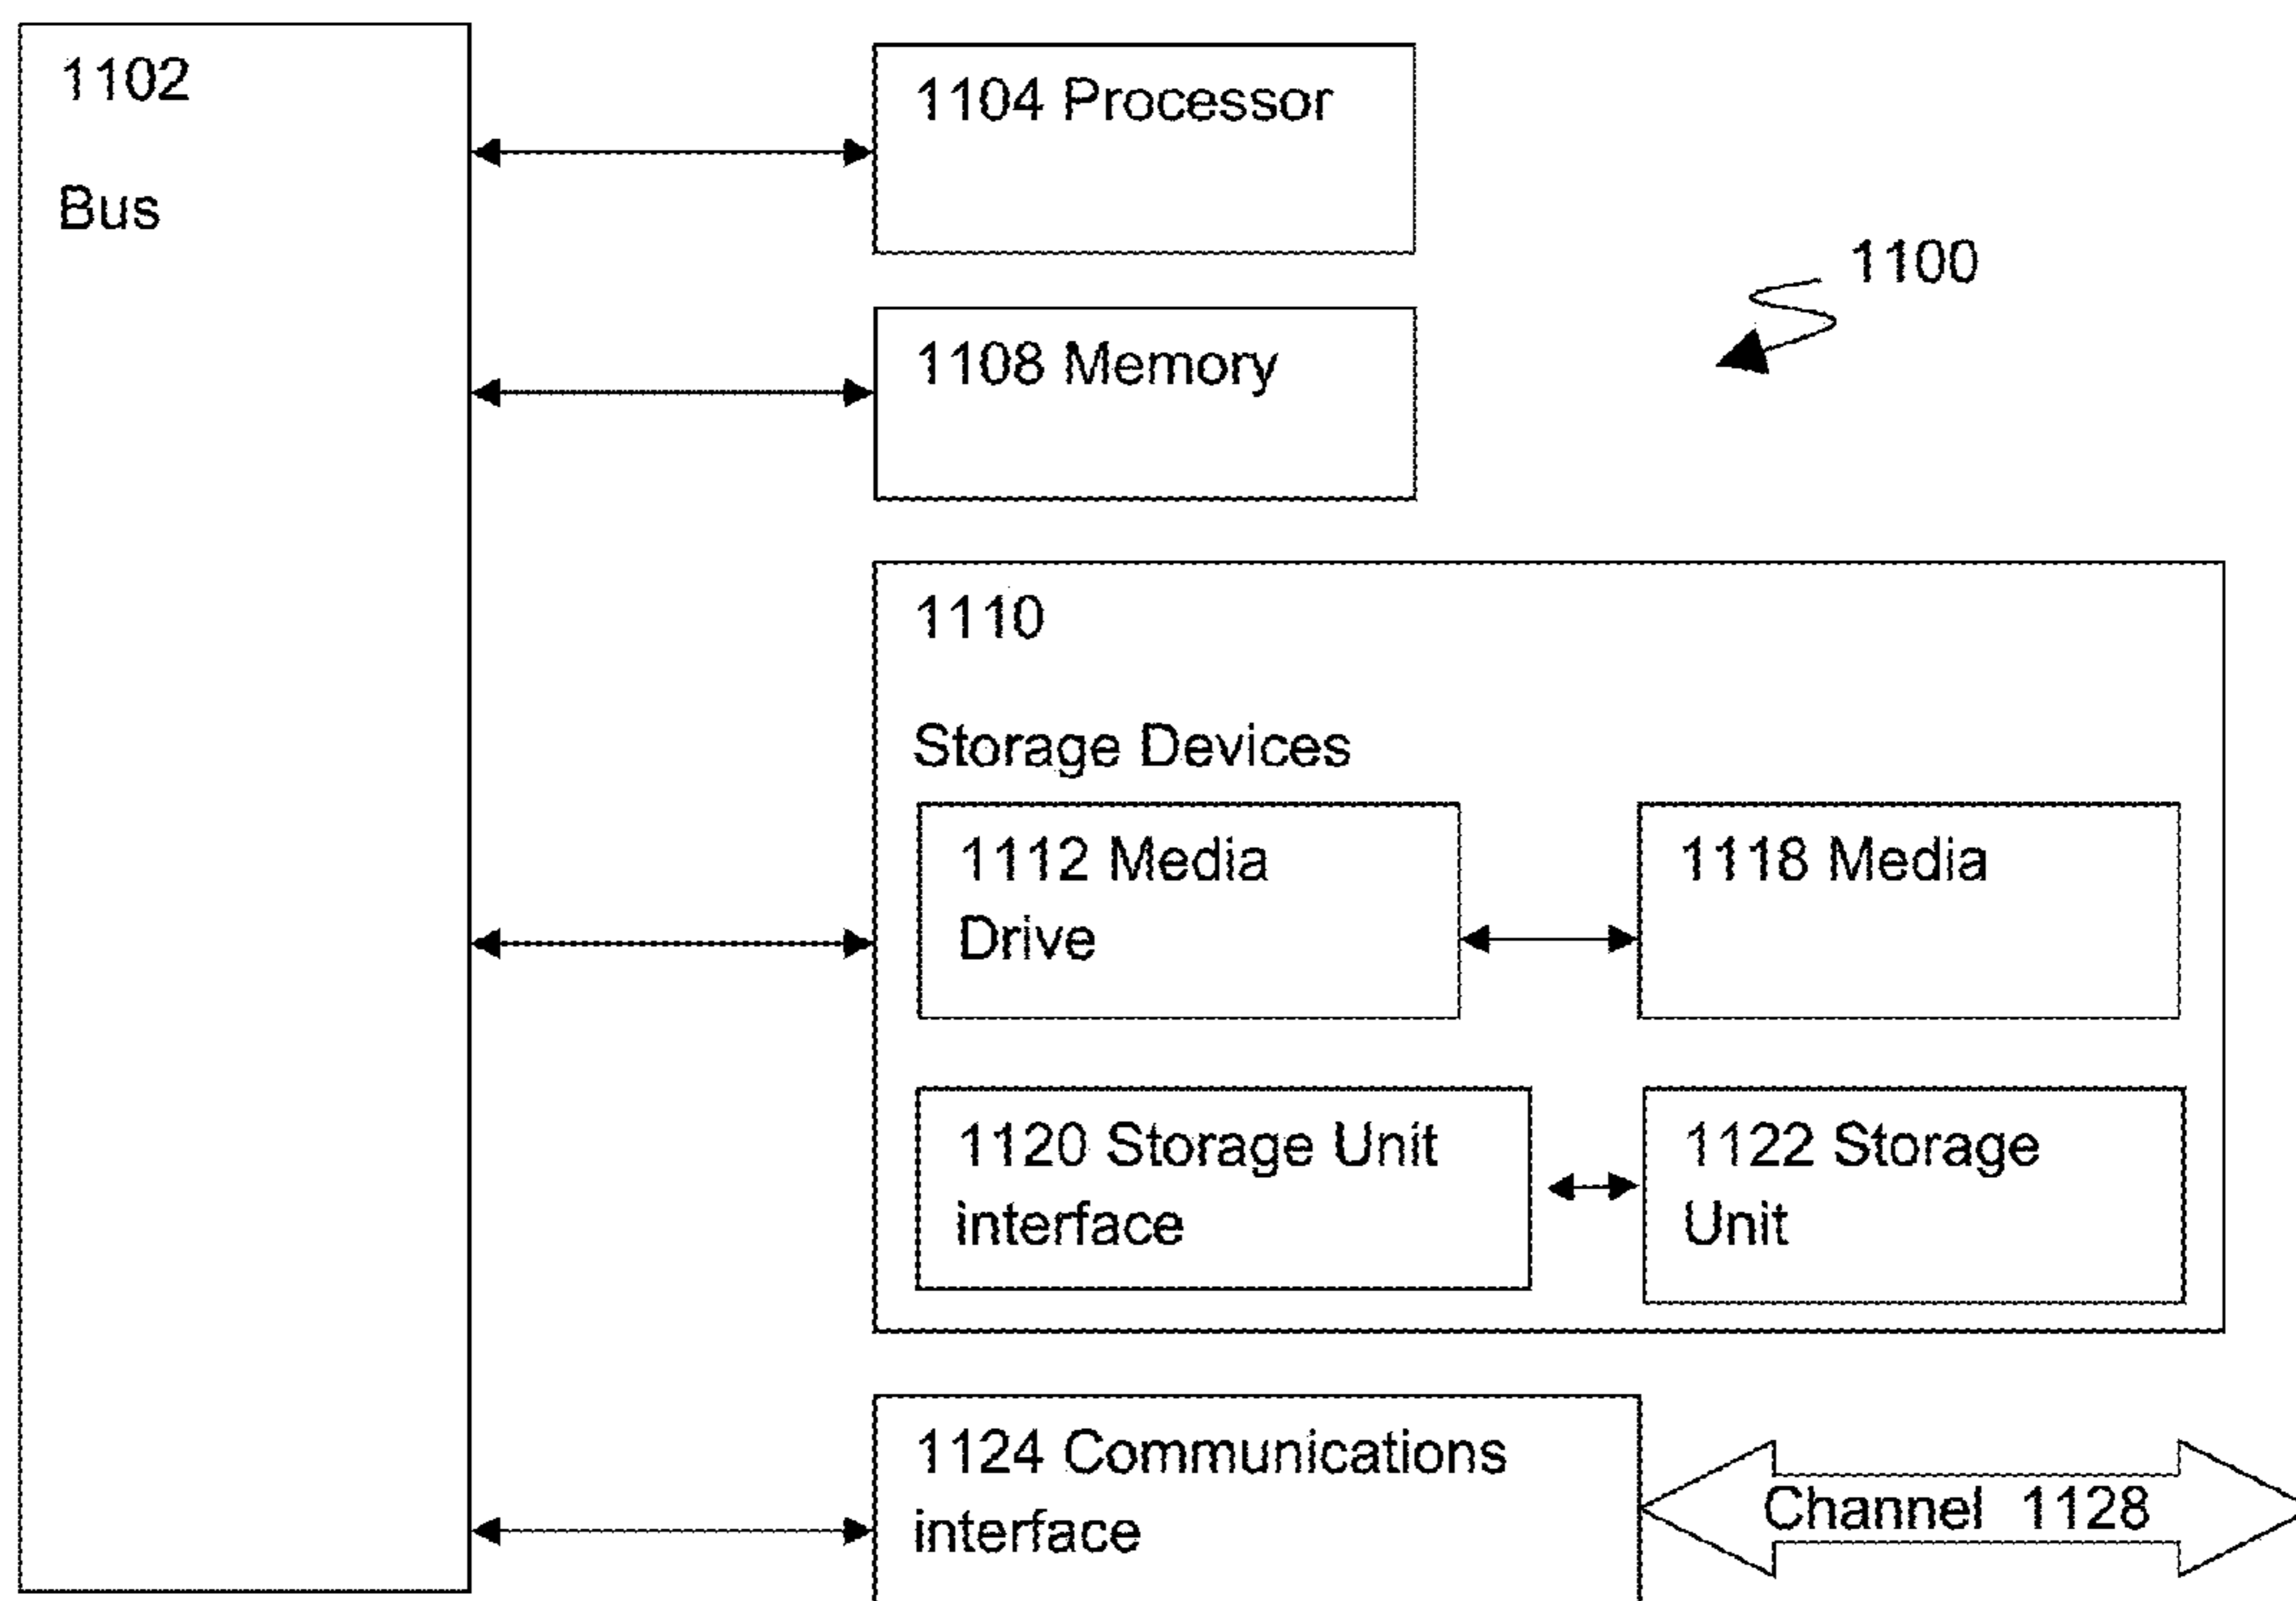 1102
Bus
1104 Processor
1100
1108 Memory
1110
Storage Devices
1112 Media
Drive
1118 Media
1120 Storage Unit
interface
1122 Storage
Unit
1124 Communications
interface
Channel 1128